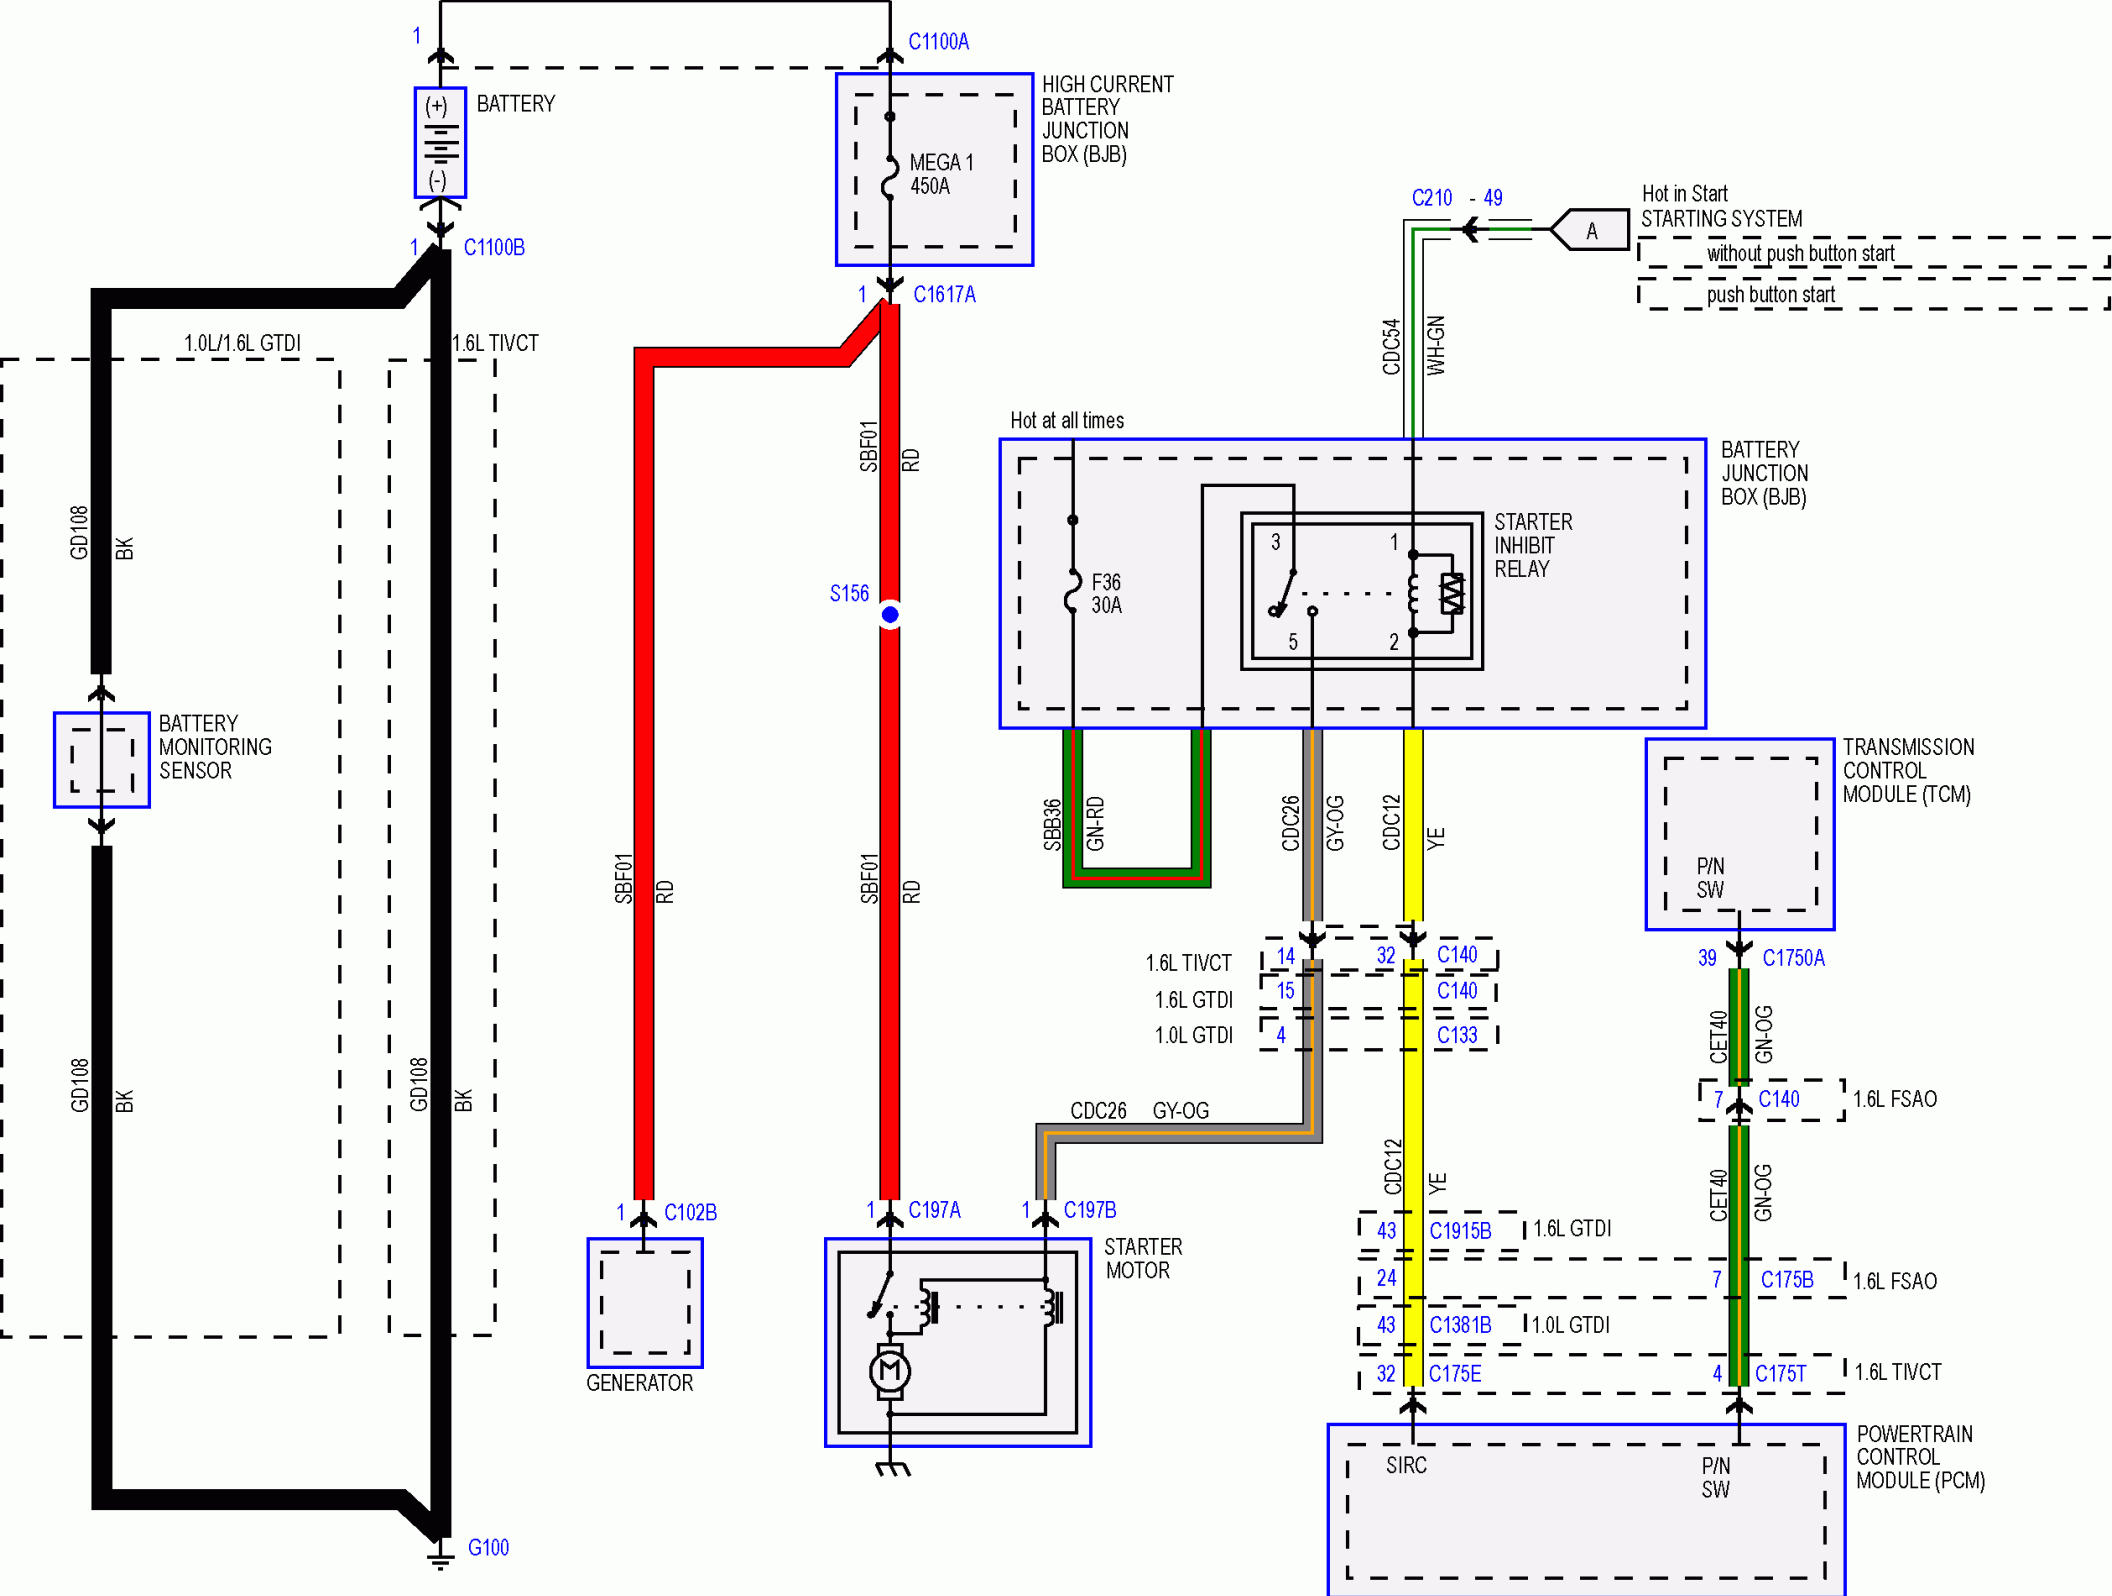 1
C1100A
(+)
BATTERY
(-)
HIGH CURRENT
BATTERY
JUNCTION
BOX (BJB)
MEGA 1
450A
1
C1100B
1
C1617A
C210 - 49
A
Hot in Start
STARTING SYSTEM
without push button start
push button start
1.0L/1.6L GTDI
1.6L TIVCT
CDC54
WH-GN
Hot at all times
SBF01
RD
BATTERY
JUNCTION
BOX (BJB)
GD108
BK
S156
F36
30A
3
1
5
2
STARTER
INHIBIT
RELAY
BATTERY
MONITORING
SENSOR
TRANSMISSION
CONTROL
MODULE (TCM)
P/N
SW
SBF01
RD
SBF01
RD
SBB36
GN-RD
CDC26
GY-OG
CDC12
YE
39
C1750A
1.6L TIVCT
14
32
C140
1.6L GTDI
15
C140
1.0L GTDI
4
C133
CET40
GN-OG
GD108
BK
GD108
BK
7
C140
1.6L FSAO
CDC26
GY-OG
CDC12
YE
CET40
GN-OG
1
C102B
1
C197A
1
C197B
43
C1915B
1.6L GTDI
STARTER
MOTOR
24
7
C175B
1.6L FSAO
43
C1381B
1.0L GTDI
M
32
C175E
4
C175T
1.6L TIVCT
GENERATOR
SIRC
P/N
SW
POWERTRAIN
CONTROL
MODULE (PCM)
G100